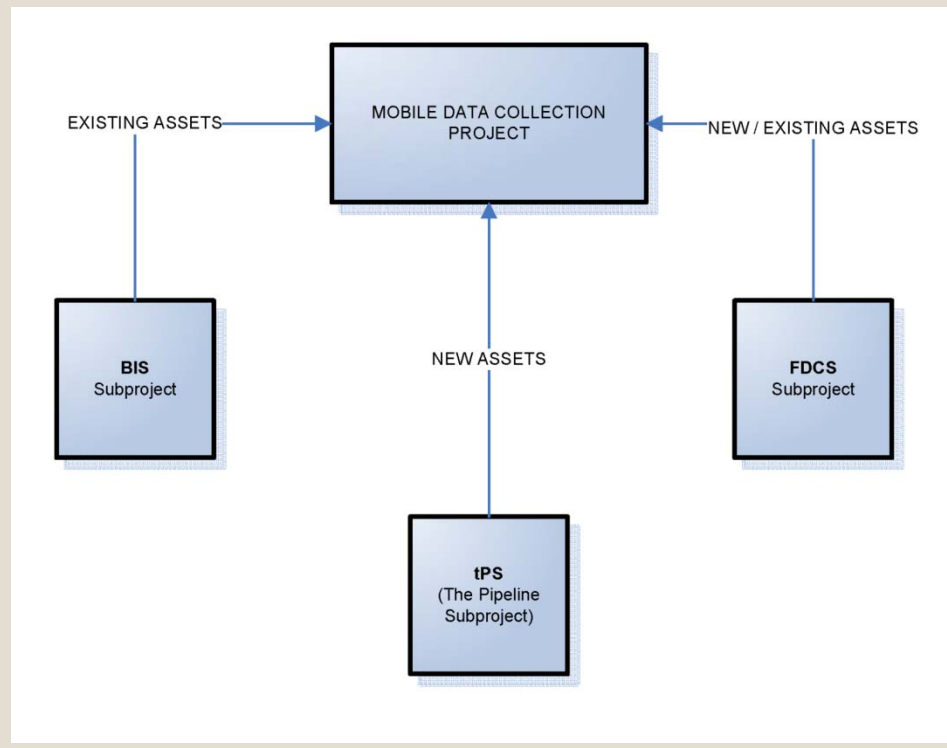 MOBILE DATA COLLECTION
PROJECT
EXISTING ASSETS
NEW / EXISTING ASSETS
BIS
Subproject
FDCS
Subproject
NEW ASSETS
tPS
(The Pipeline
Subproject)